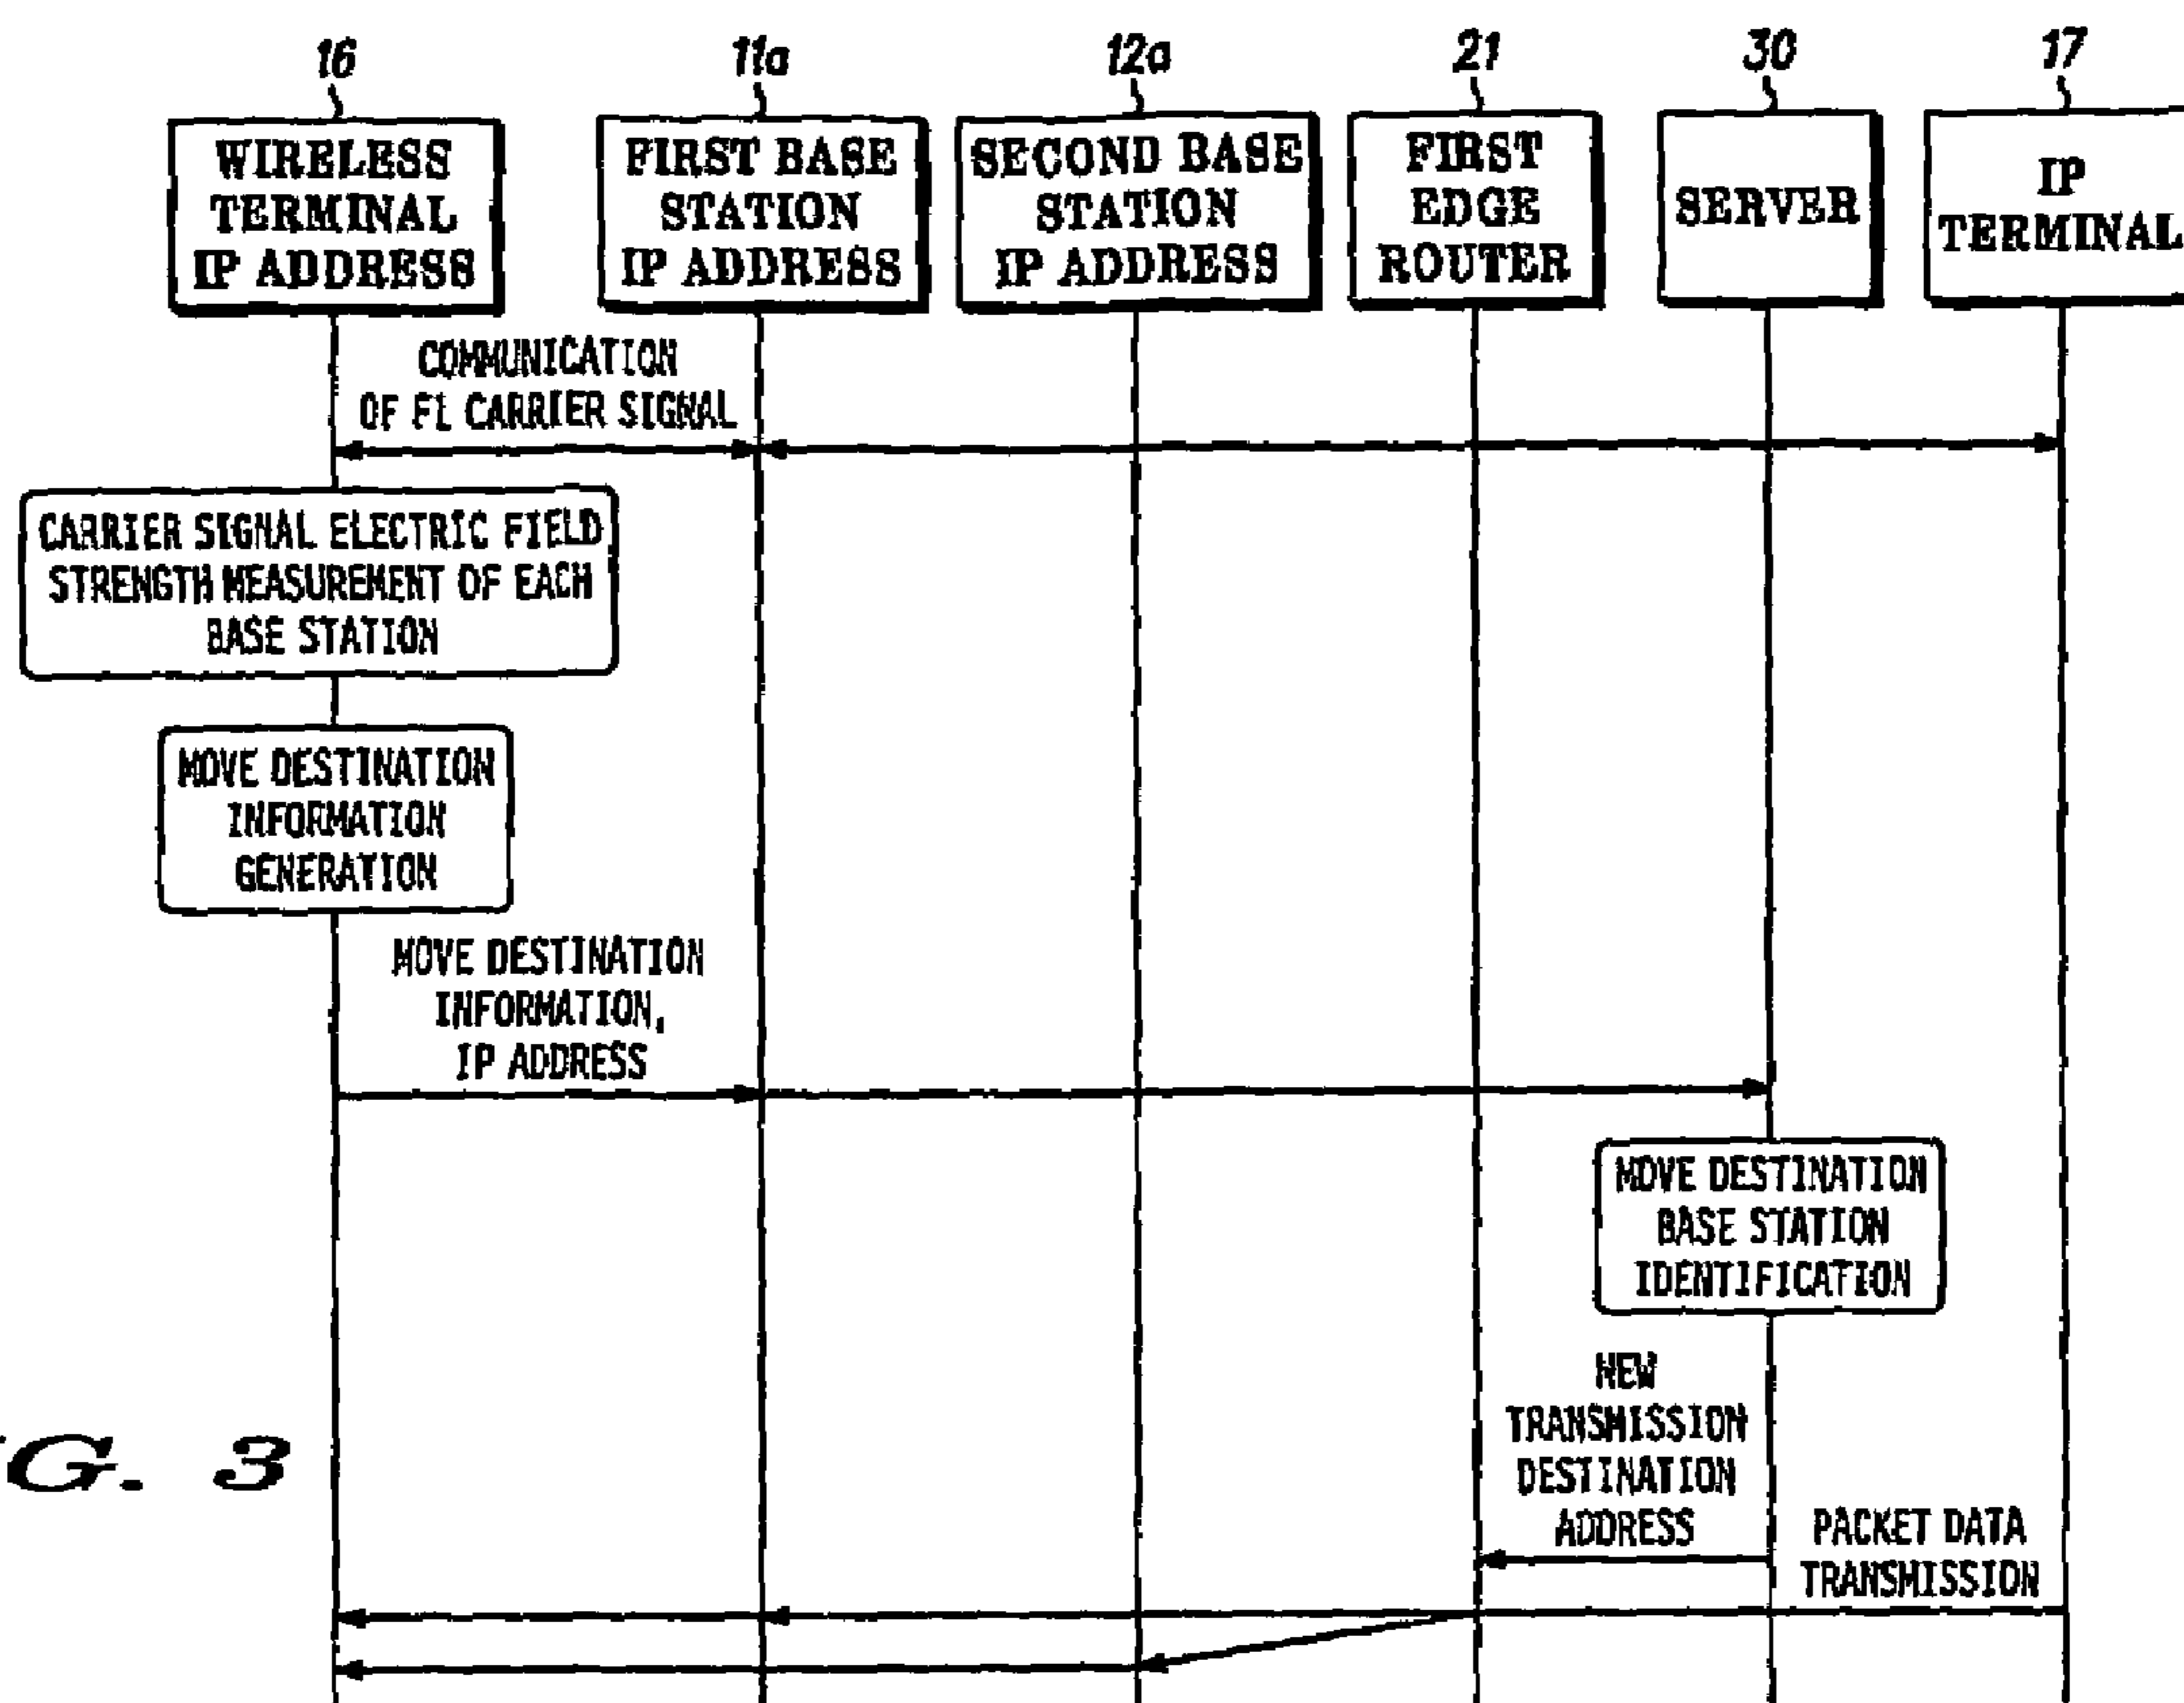 16
11a
12a
21
30
17
WIRELESS
TERMINAL
IP ADDRESS
FIRST BASE
STATION
IP ADDRESS
SECOND BASE
STATION
IP ADDRESS
FIRST
EDGE
ROUTER
SERVER
IP
TERMINAL
COMMUNICATION
OF F1 CARRIER SIGNAL
CARRIER SIGNAL ELECTRIC FIELD
STRENGTH MEASUREMENT OF EACH
BASE STATION
MOVE DESTINATION
INFORMATION
GENERATION
MOVE DESTINATION
INFORMATION,
IP ADDRESS
MOVE DESTINATION
BASE STATION
IDENTIFICATION
NEW
TRANSMISSION
DESTINATION
ADDRESS
PACKET DATA
TRANSMISSION
G. 3